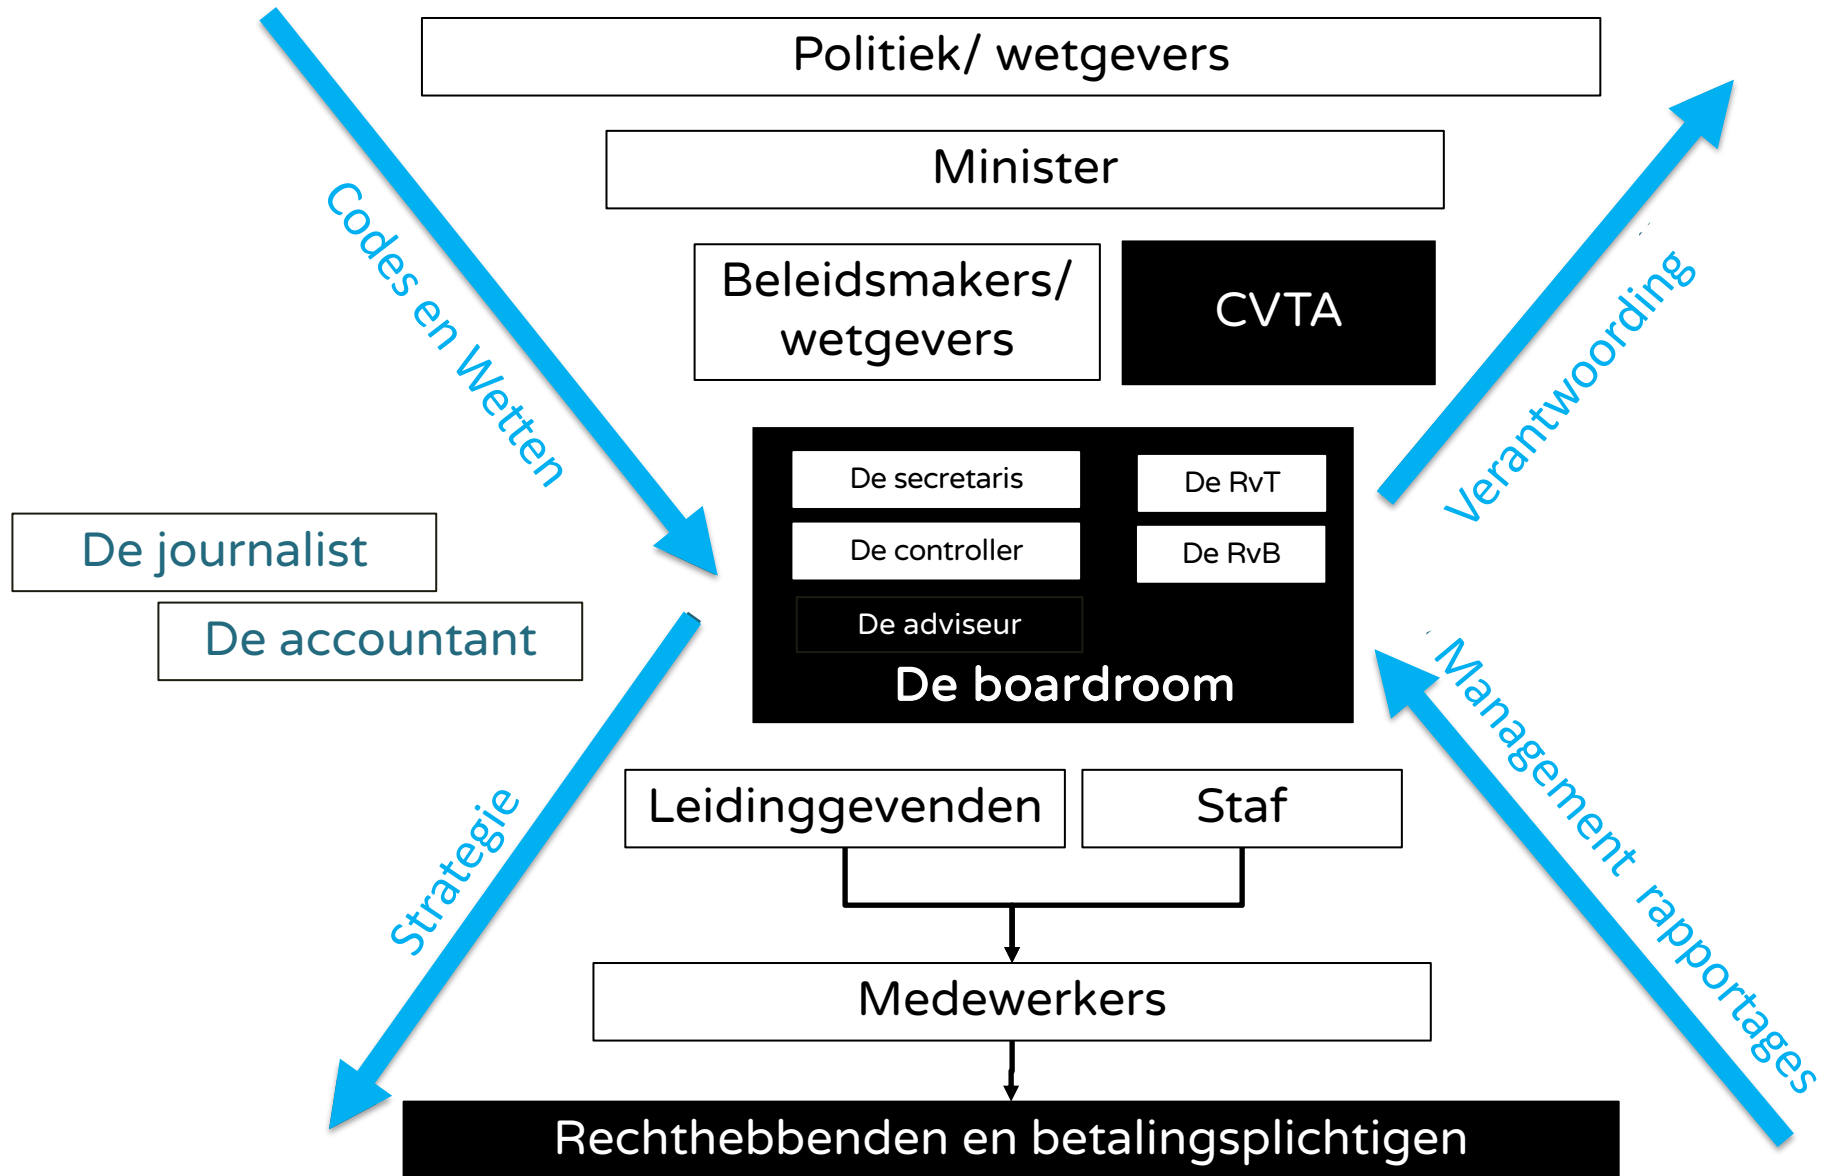 Politiek/ wetgevers
Minister
Codes en Wetten
Beleidsmakers/
wetgevers
CVTA
Verantwoording
De secretaris
De RvT
De controller
De RvB
De adviseur
De boardroom
De journalist
De accountant
Strategie
Management rapportages
Leidinggevenden
Staf
Medewerkers
Rechthebbenden en betalingsplichtigen